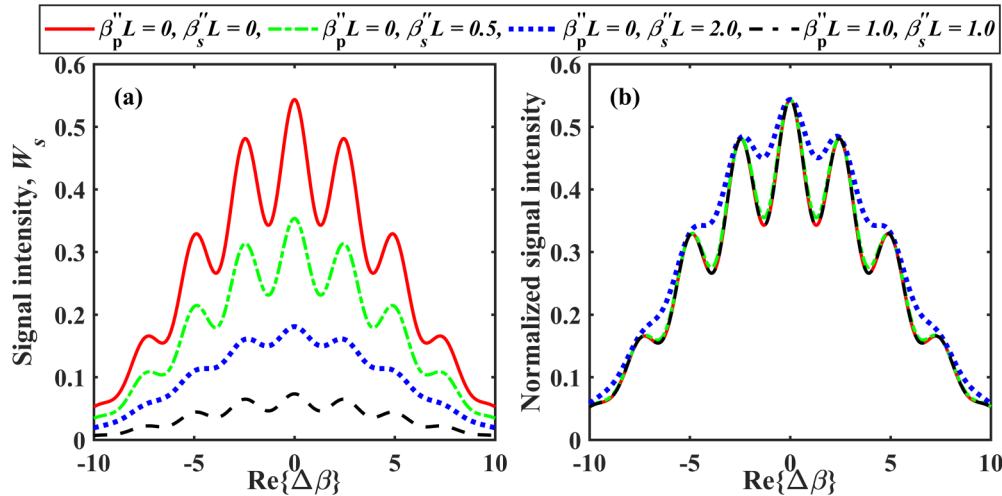 β''pL = 0, β''sL = 0, β''pL = 0, β''sL = 0.5, β''pL = 0, β''sL = 2.0, β''pL = 1.0, β''sL = 1.0
(a)
Signal intensity, Ws
0.6
0.5
0.4
0.3
0.2
0.1
0
-10 -5 0 5 10
Re{Δβ}
(b)
Normalized signal intensity
0.6
0.5
0.4
0.3
0.2
0.1
0
-10 -5 0 5 10
Re{Δβ}